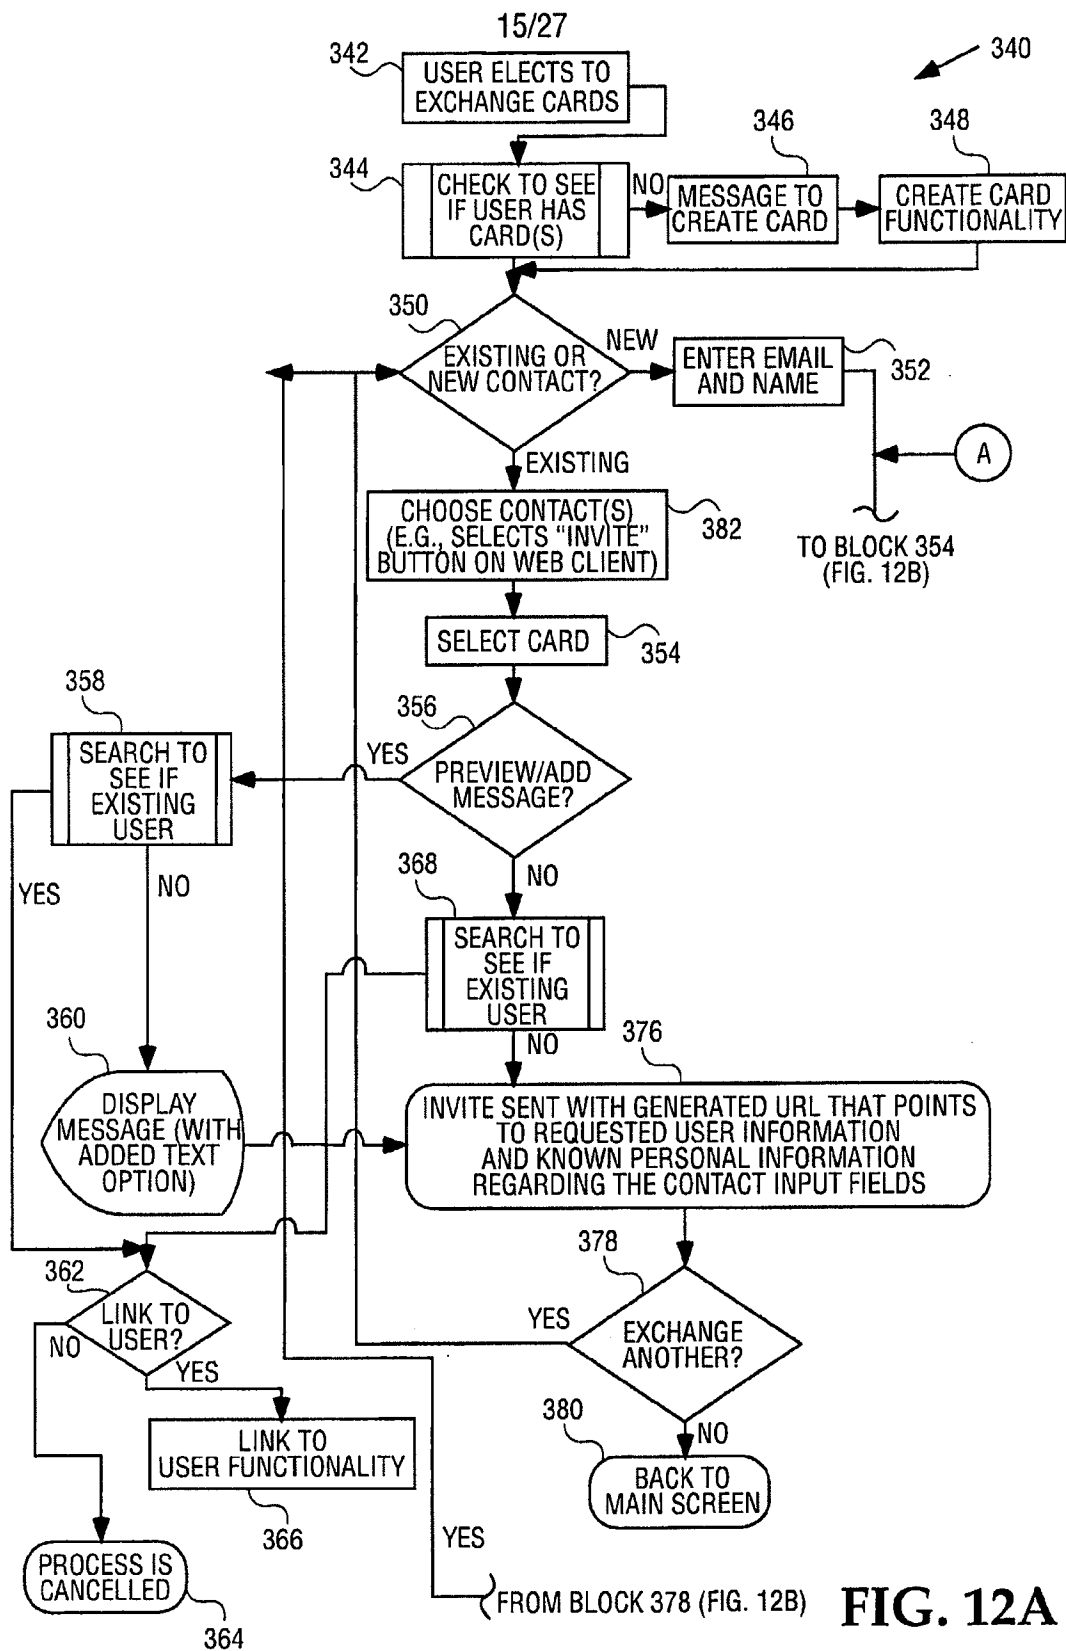 15/27
342
USER ELECTS TO
EXCHANGE CARDS
340
344
CHECK TO SEE
IF USER HAS
CARD(S)
NO
346
MESSAGE TO
CREATE CARD
348
CREATE CARD
FUNCTIONALITY
350
EXISTING OR
NEW CONTACT?
NEW
ENTER EMAIL
AND NAME
352
A
TO BLOCK 354
(FIG. 12B)
EXISTING
CHOOSE CONTACT(S)
(E.G., SELECTS “INVITE”
BUTTON ON WEB CLIENT)
382
SELECT CARD
354
356
PREVIEW/ADD
MESSAGE?
YES
358
SEARCH TO
SEE IF
EXISTING
USER
YES
NO
NO
368
SEARCH TO
SEE IF
EXISTING
USER
NO
360
DISPLAY
MESSAGE (WITH
ADDED TEXT
OPTION)
376
INVITE SENT WITH GENERATED URL THAT POINTS
TO REQUESTED USER INFORMATION
AND KNOWN PERSONAL INFORMATION
REGARDING THE CONTACT INPUT FIELDS
362
LINK TO
USER?
NO
YES
378
EXCHANGE
ANOTHER?
YES
NO
LINK TO
USER FUNCTIONALITY
366
380
BACK TO
MAIN SCREEN
PROCESS IS
CANCELLED
364
YES
FROM BLOCK 378 (FIG. 12B)
FIG. 12A